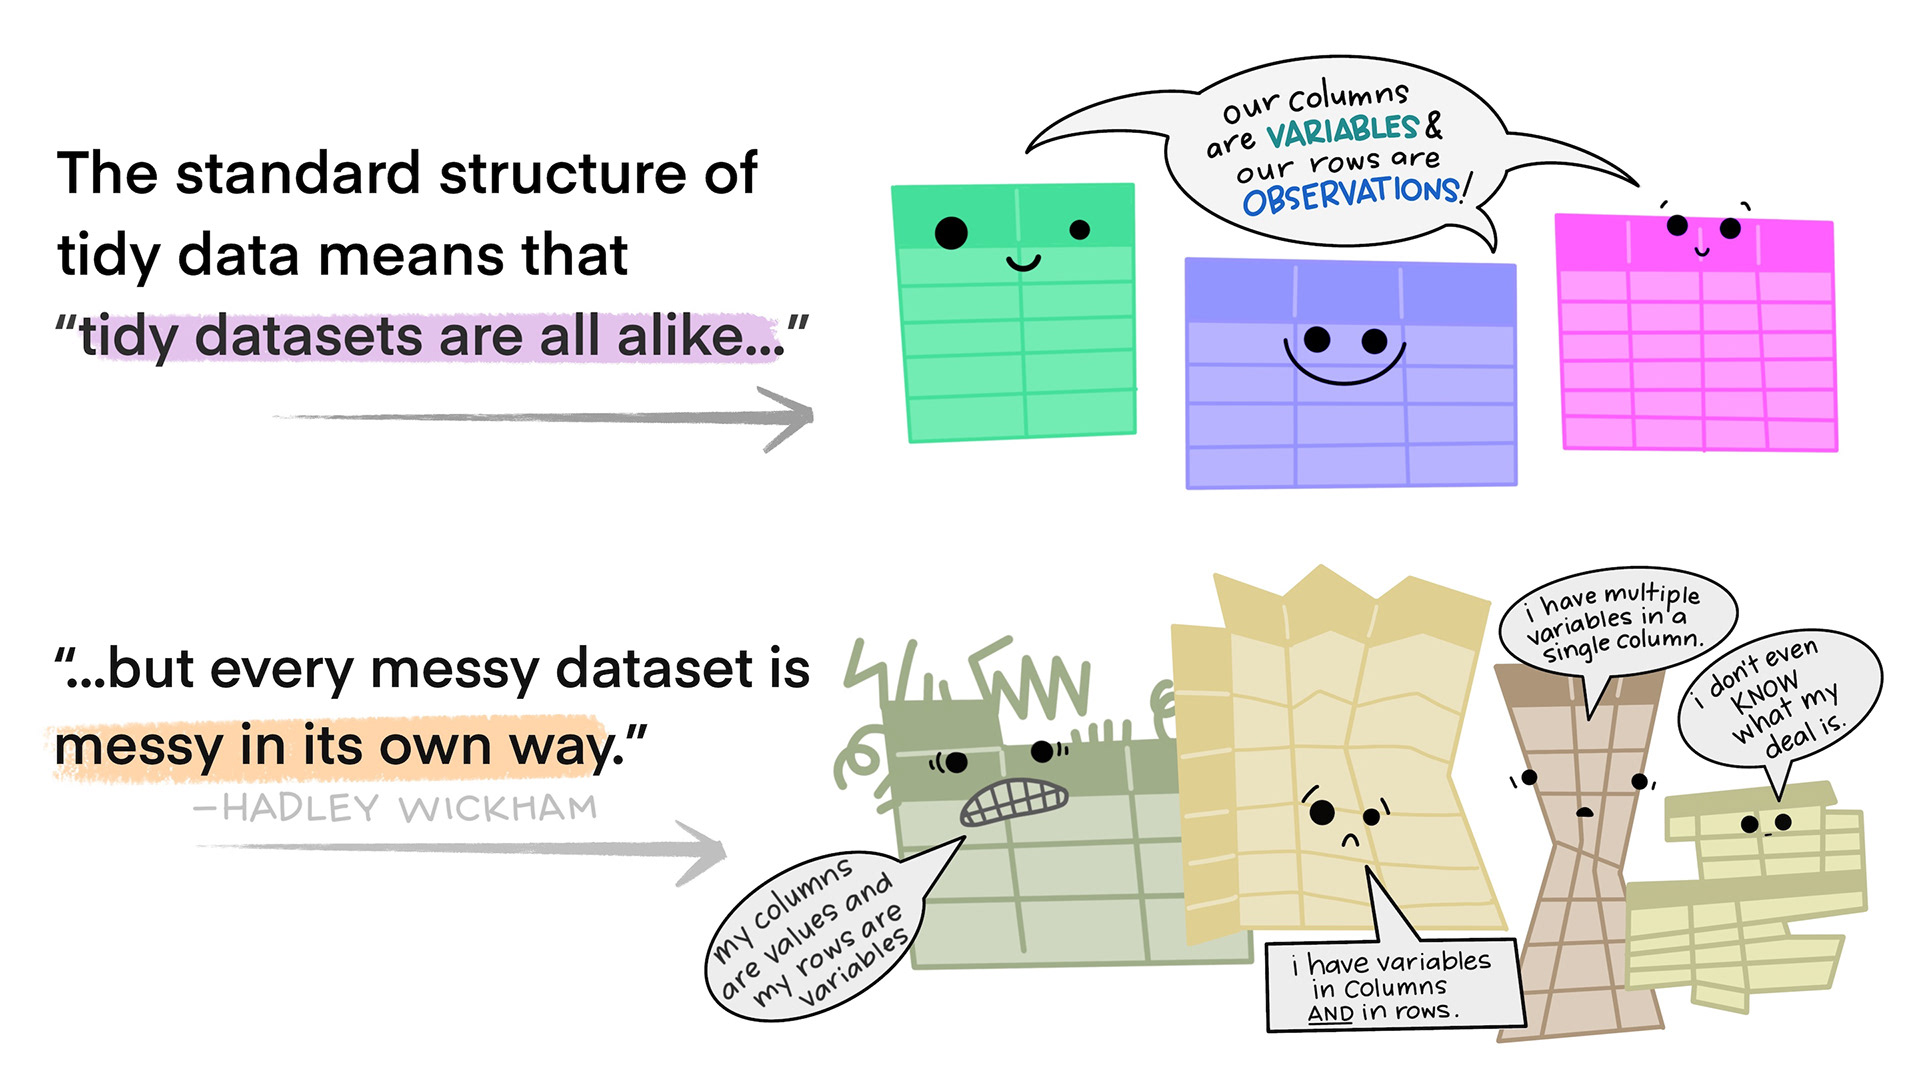 The standard structure of
tidy data means that
“tidy datasets are all alike...”
our columns
are VARIABLES &
our rows are
OBSERVATIONS!
“...but every messy dataset is
messy in its own way.”
–HADLEY WICKHAM
my columns
are values and
my rows are
variables
i have variables
in columns
AND in rows.
i have multiple
variables in a
single column.
i don't even
KNOW
what my
deal is.